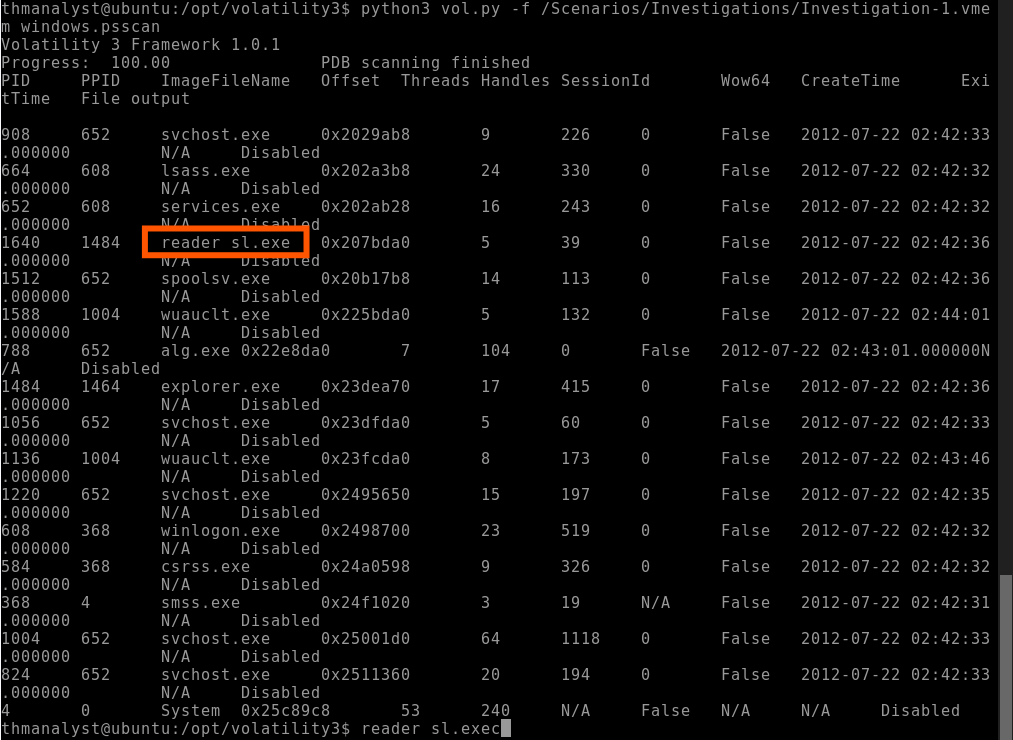 thmanalyst@ubuntu:/opt/volatility3$ python3 vol.py -f /Scenarios/Investigations/Investigation-1.vme
m windows.psscan
Volatility 3 Framework 1.0.1
Progress:  100.00               PDB scanning finished
PID     PPID    ImageFileName   Offset  Threads Handles SessionId       Wow64   CreateTime      Exi
tTime   File output

908     652     svchost.exe     0x2029ab8       9       226     0       False   2012-07-22 02:42:33
.000000         N/A     Disabled
664     608     lsass.exe       0x202a3b8       24      330     0       False   2012-07-22 02:42:32
.000000         N/A     Disabled
652     608     services.exe    0x202ab28       16      243     0       False   2012-07-22 02:42:32
.000000         N/A     Disabled
1640    1484    reader sl.exe   0x207bda0       5       39      0       False   2012-07-22 02:42:36
.000000         N/A     Disabled
1512    652     spoolsv.exe     0x20b17b8       14      113     0       False   2012-07-22 02:42:36
.000000         N/A     Disabled
1588    1004    wuauclt.exe     0x225bda0       5       132     0       False   2012-07-22 02:44:01
.000000         N/A     Disabled
788     652     alg.exe 0x22e8da0       7       104     0       False   2012-07-22 02:43:01.000000N
/A      Disabled
1484    1464    explorer.exe    0x23dea70       17      415     0       False   2012-07-22 02:42:36
.000000         N/A     Disabled
1056    652     svchost.exe     0x23dfda0       5       60      0       False   2012-07-22 02:42:33
.000000         N/A     Disabled
1136    1004    wuauclt.exe     0x23fcda0       8       173     0       False   2012-07-22 02:43:46
.000000         N/A     Disabled
1220    652     svchost.exe     0x2495650       15      197     0       False   2012-07-22 02:42:35
.000000         N/A     Disabled
608     368     winlogon.exe    0x2498700       23      519     0       False   2012-07-22 02:42:32
.000000         N/A     Disabled
584     368     csrss.exe       0x24a0598       9       326     0       False   2012-07-22 02:42:32
.000000         N/A     Disabled
368     4       smss.exe        0x24f1020       3       19      N/A     False   2012-07-22 02:42:31
.000000         N/A     Disabled
1004    652     svchost.exe     0x25001d0       64      1118    0       False   2012-07-22 02:42:33
.000000         N/A     Disabled
824     652     svchost.exe     0x2511360       20      194     0       False   2012-07-22 02:42:33
.000000         N/A     Disabled
4       0       System  0x25c89c8       53      240     N/A     False   N/A     N/A     Disabled
thmanalyst@ubuntu:/opt/volatility3$ reader sl.exec